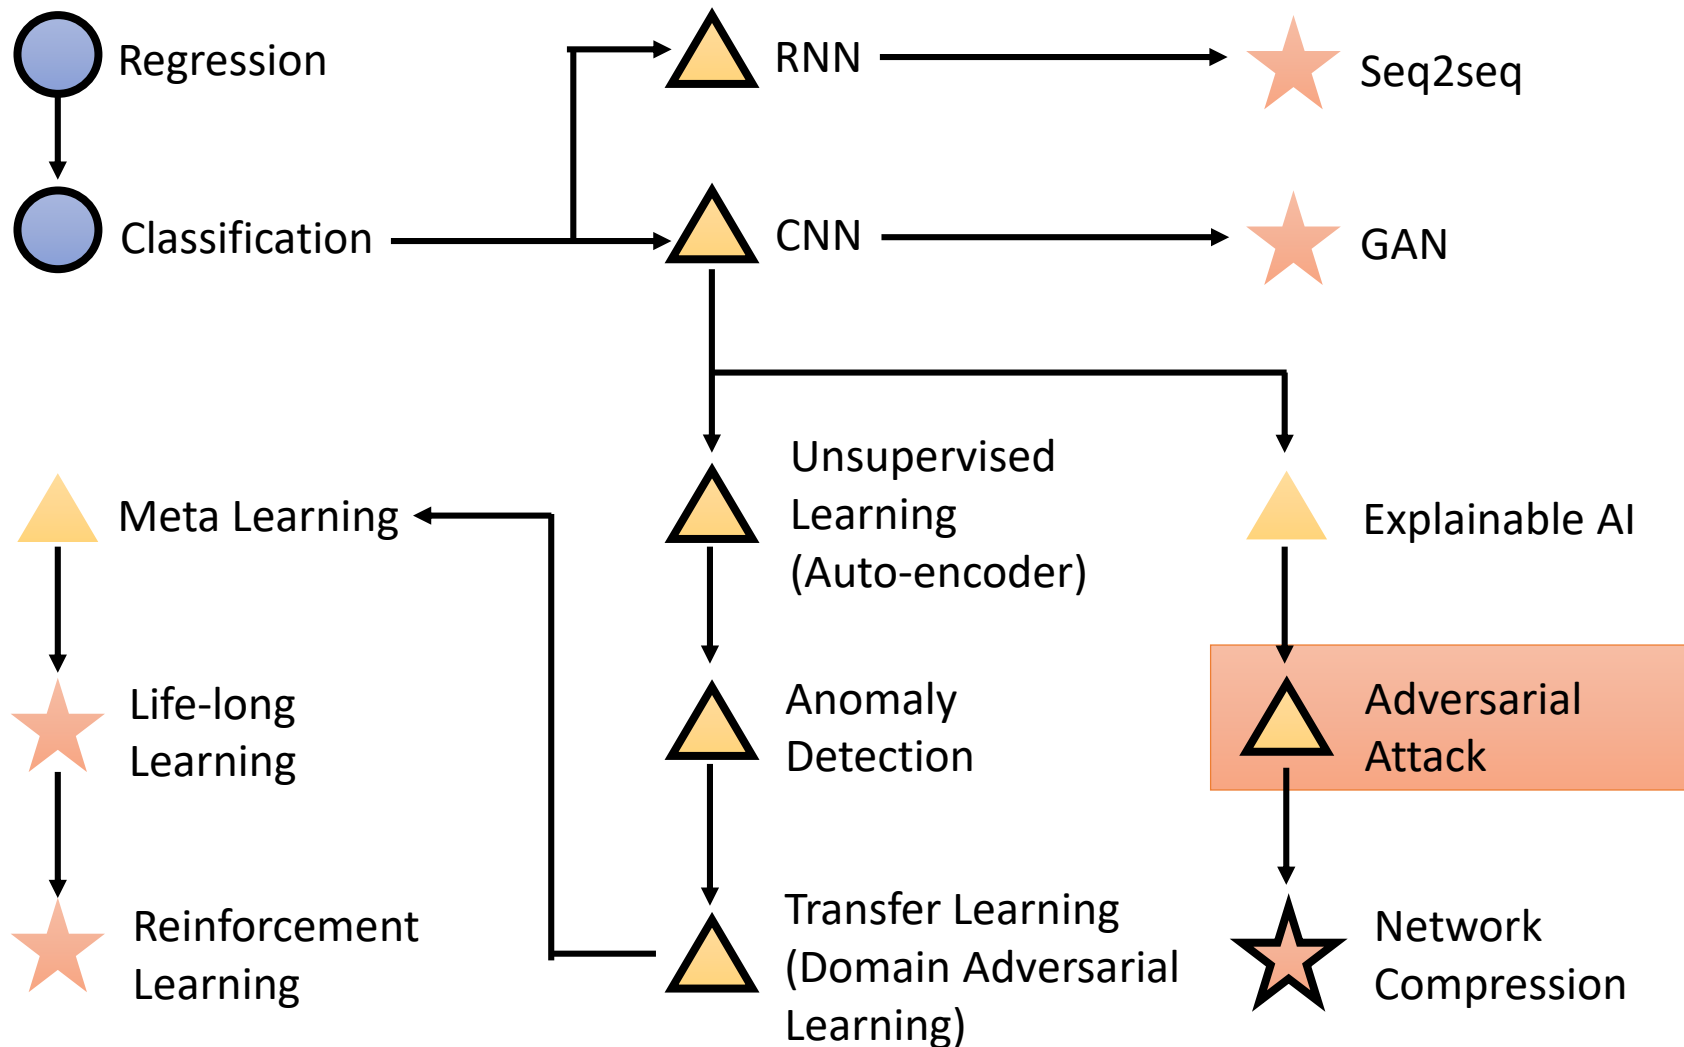 Regression
RNN
Seq2seq
Classification
CNN
GAN
Unsupervised
Learning
(Auto-encoder)
Meta Learning
Explainable AI
Life-long
Learning
Anomaly
Detection
Adversarial
Attack
Reinforcement
Learning
Transfer Learning
(Domain Adversarial
Learning)
Network
Compression